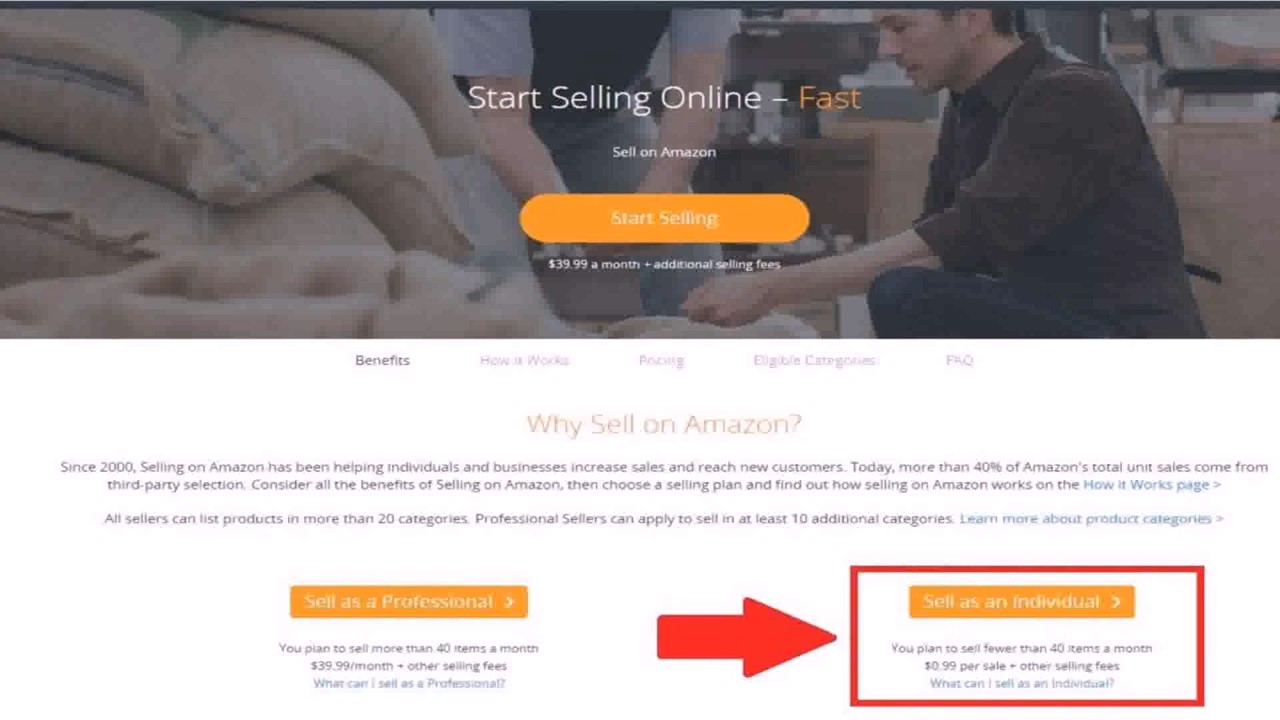 Start Selling Online – Fast
Sell on Amazon
Start Selling
$39.99 a month + additional selling fees
Benefits How it Works Pricing Eligible Categories FAQ
Why Sell on Amazon?
Since 2000, Selling on Amazon has been helping individuals and businesses increase sales and reach new customers. Today, more than 40% of Amazon's total unit sales come from
third-party selection. Consider all the benefits of Selling on Amazon, then choose a selling plan and find out how selling on Amazon works on the How it Works page >
All sellers can list products in more than 20 categories. Professional Sellers can apply to sell in at least 10 additional categories. Learn more about product categories >
Sell as a Professional >
You plan to sell more than 40 items a month
$39.99/month + other selling fees
What can I sell as a Professional?
Sell as an Individual >
You plan to sell fewer than 40 items a month
$0.99 per sale + other selling fees
What can I sell as an Individual?